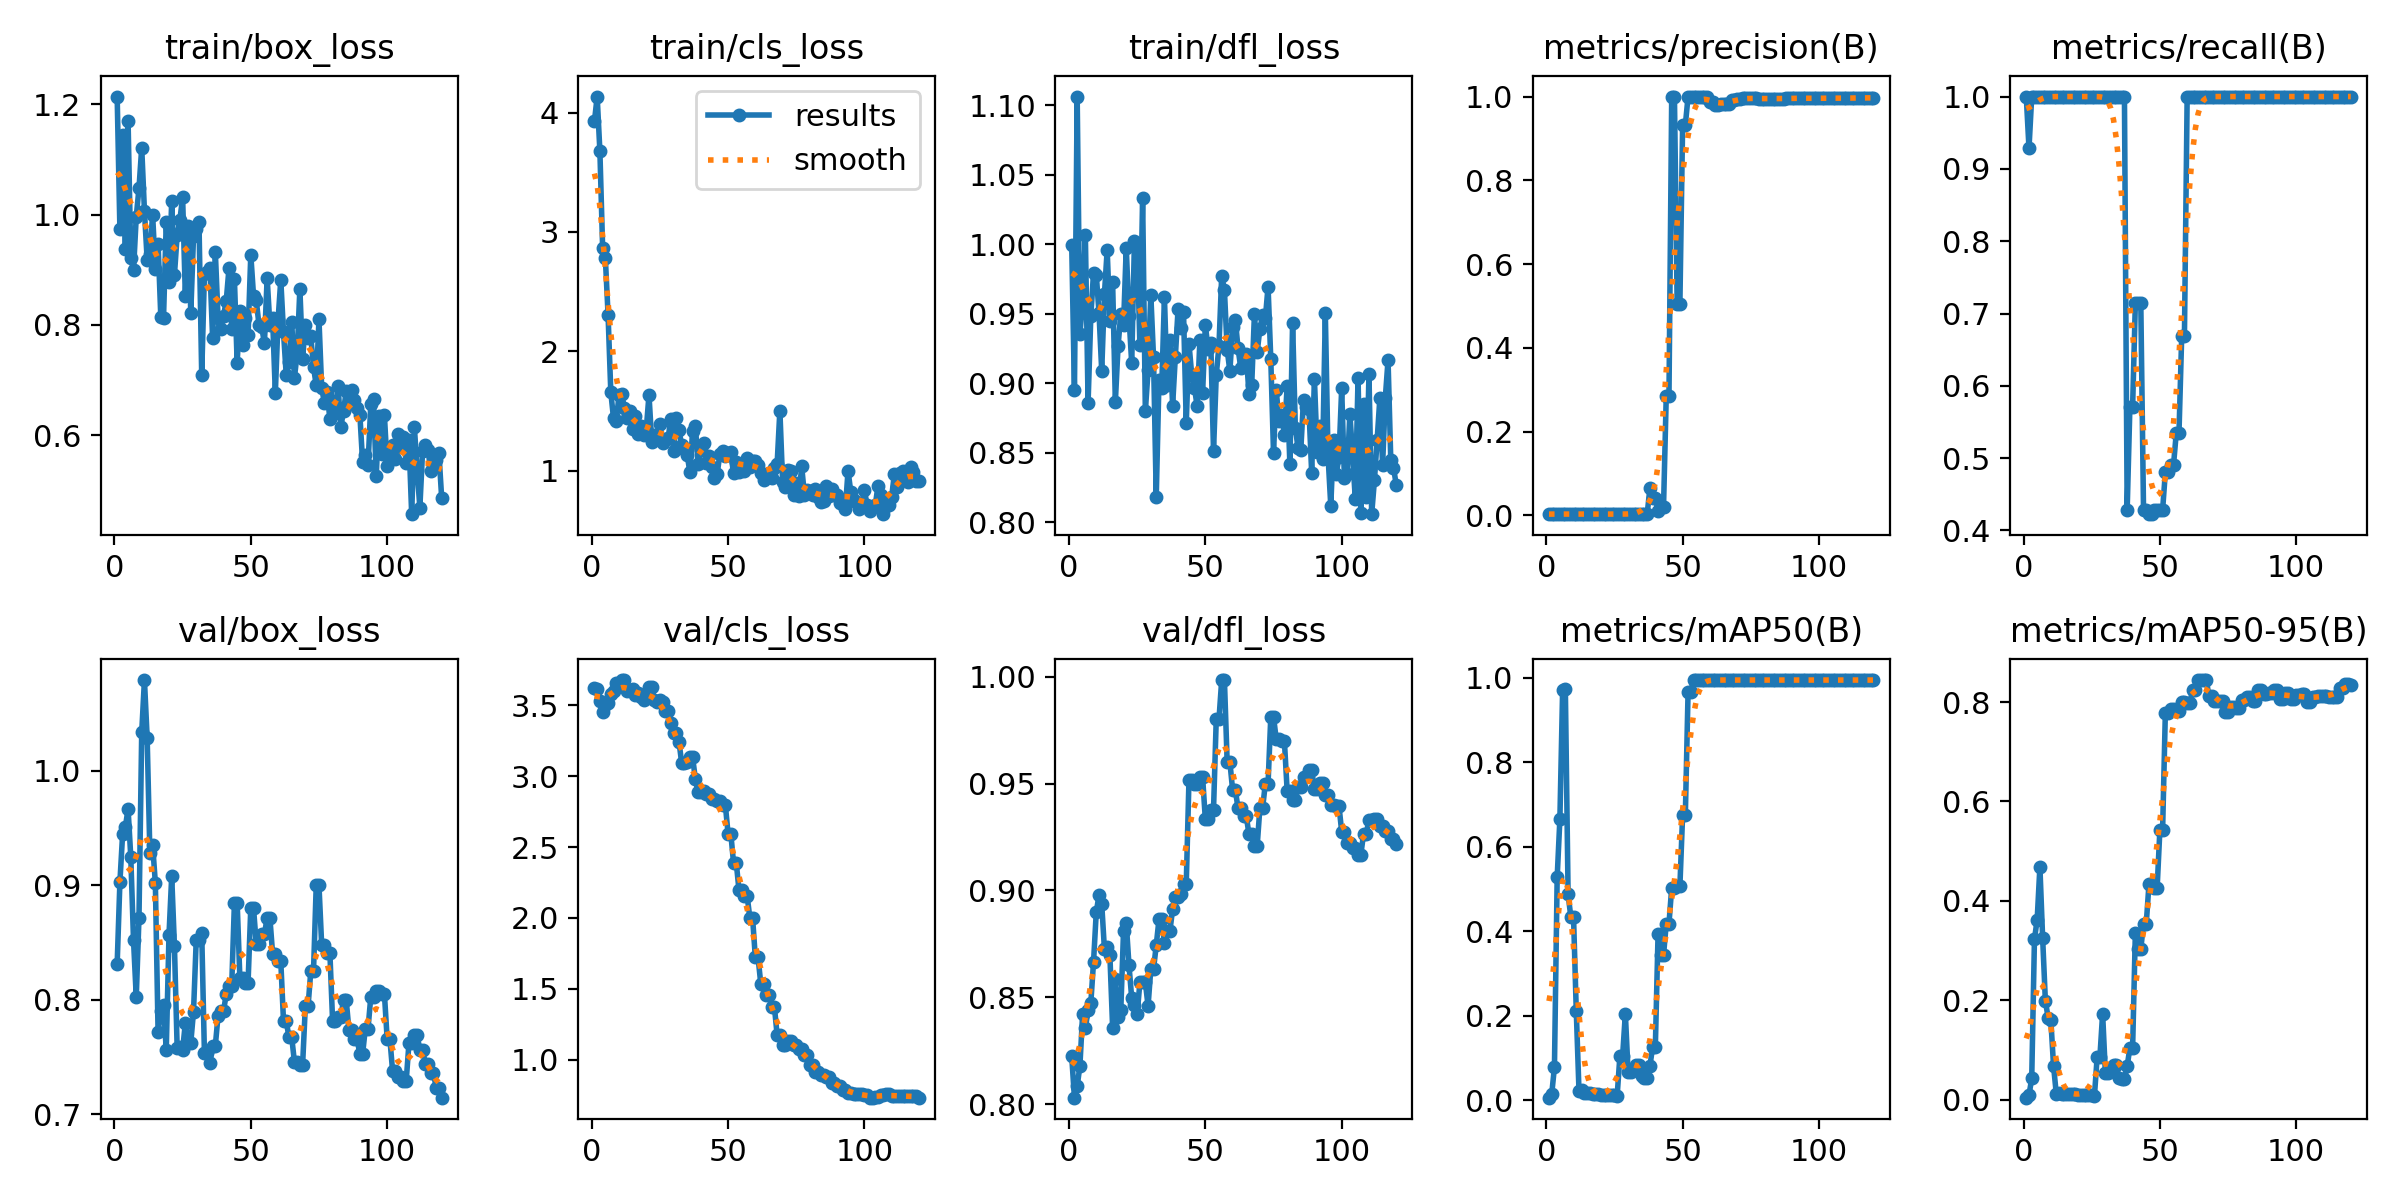 train/box_loss
1.2
1.0
0.8
0.6
0 50 100
train/cls_loss
results
smooth
4
3
2
1
0 50 100
train/dfl_loss
1.10
1.05
1.00
0.95
0.90
0.85
0.80
0 50 100
metrics/precision(B)
1.0
0.8
0.6
0.4
0.2
0.0
0 50 100
metrics/recall(B)
1.0
0.9
0.8
0.7
0.6
0.5
0.4
0 50 100
val/box_loss
1.0
0.9
0.8
0.7
0 50 100
val/cls_loss
3.5
3.0
2.5
2.0
1.5
1.0
0 50 100
val/dfl_loss
1.00
0.95
0.90
0.85
0.80
0 50 100
metrics/mAP50(B)
1.0
0.8
0.6
0.4
0.2
0.0
0 50 100
metrics/mAP50-95(B)
0.8
0.6
0.4
0.2
0.0
0 50 100